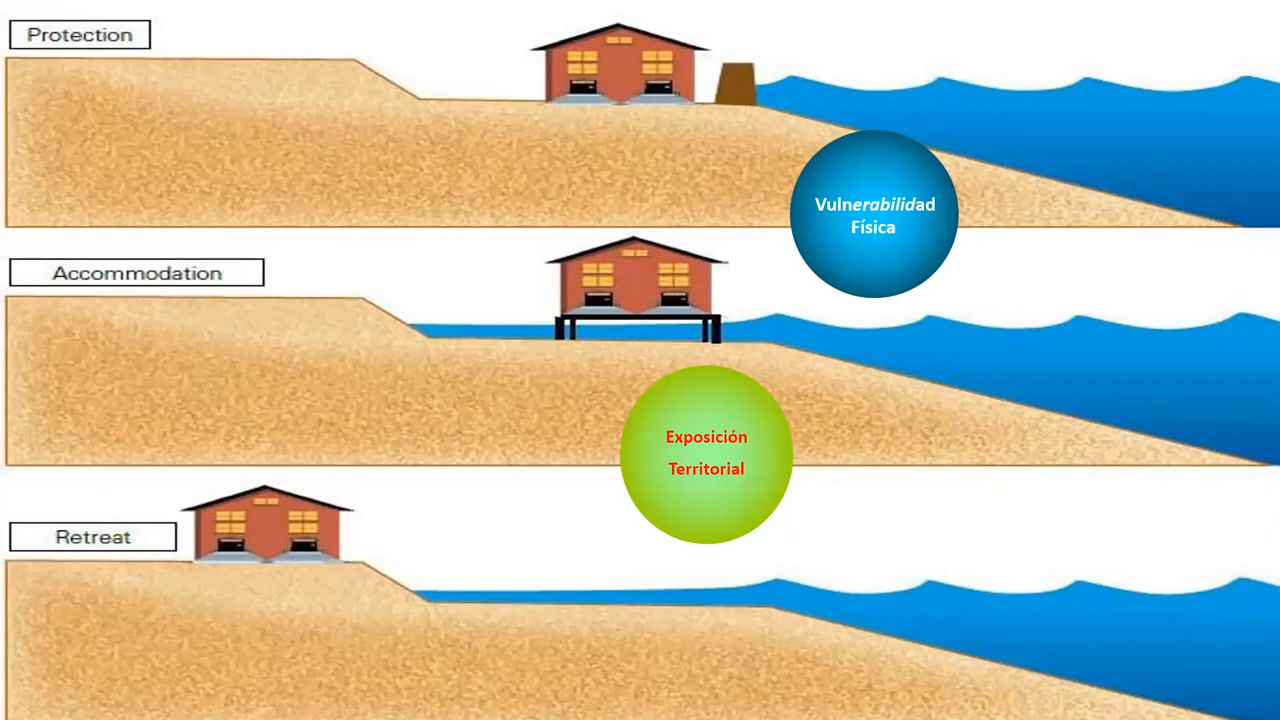 Protection
Vulnerabilidad
Física
Accommodation
Exposición
Territorial
Retreat